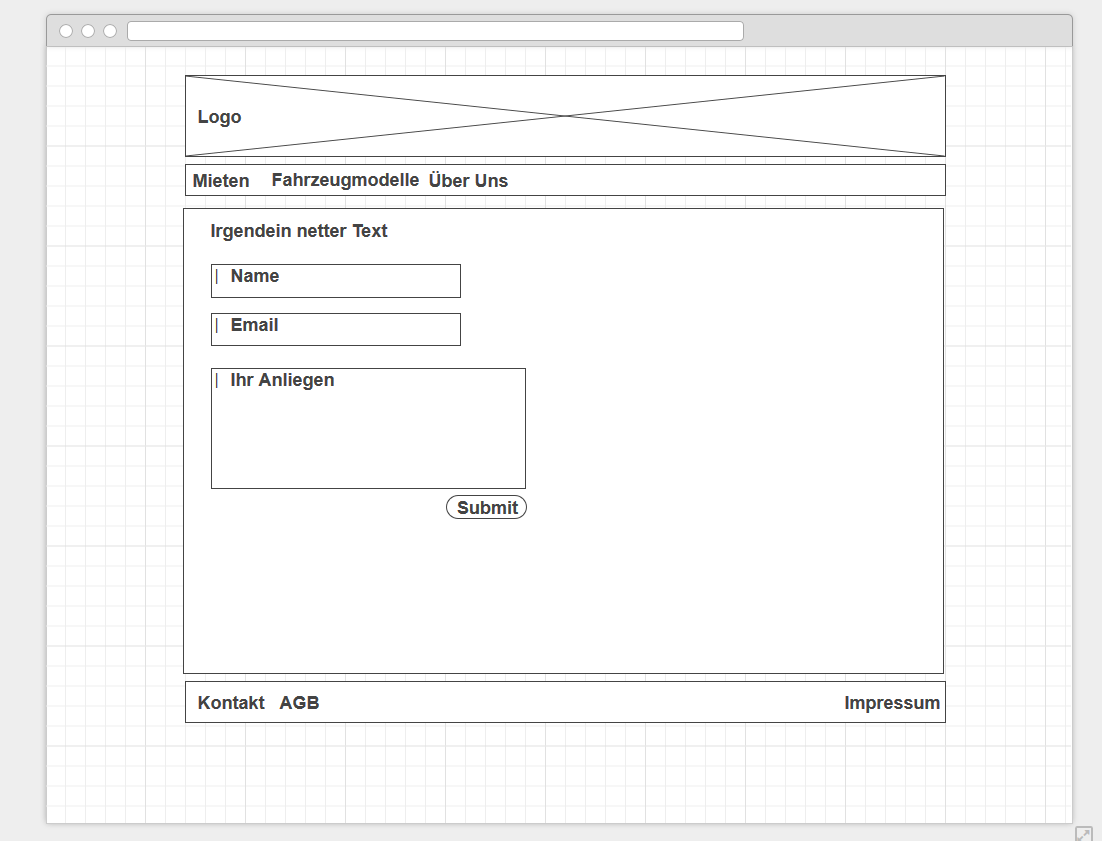 Logo
Mieten Fahrzeugmodelle Über Uns
Irgendein netter Text
Name
Email
Ihr Anliegen
Submit
Kontakt AGB Impressum